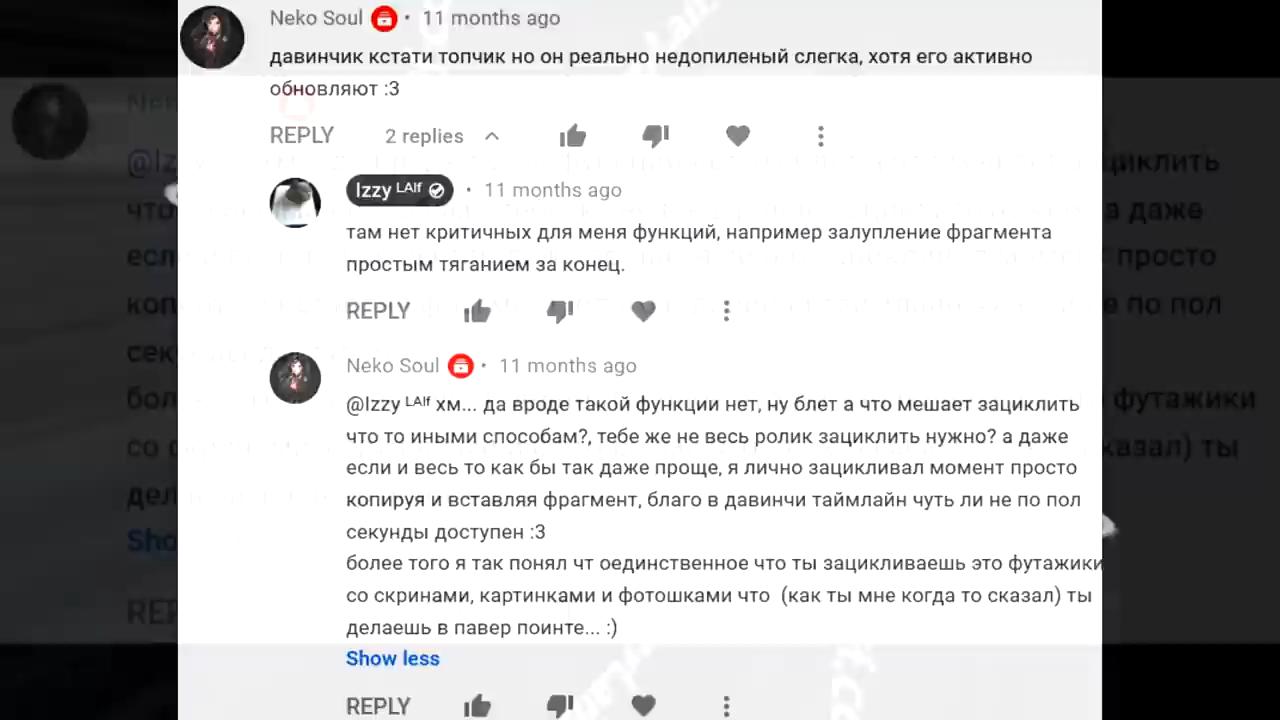 Neko Soul • 11 months ago
давинчик кстати топчик но он реально недопиленый слегка, хотя его активно
обновляют :3
REPLY 2 replies
Izzy ᴸᴬᴵᶠ • 11 months ago
там нет критичных для меня функций, например залупление фрагмента
простым тяганием за конец.
REPLY
Neko Soul • 11 months ago
@Izzy ᴸᴬᴵᶠ хм... да вроде такой функции нет, ну блет а что мешает зациклить
что то иными способам?, тебе же не весь ролик зациклить нужно? а даже
если и весь то как бы так даже проще, я лично зацикливал момент просто
копируя и вставляя фрагмент, благо в давинчи таймлайн чуть ли не по пол
секунды доступен :3
более того я так понял чт оединственное что ты зацикливаешь это футажики
со скринами, картинками и фотошками что  (как ты мне когда то сказал) ты
делаешь в павер поинте... :)
Show less
REPLY